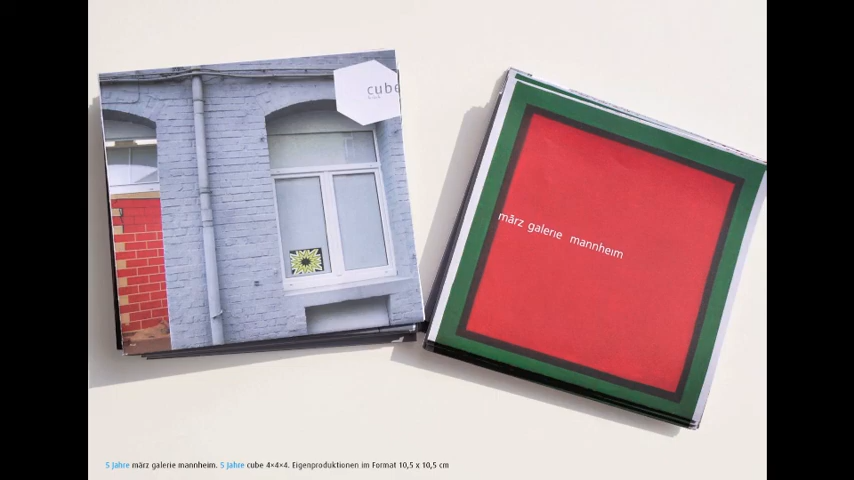 cube
märz galerie mannheim
5 Jahre märz galerie mannheim. 5 Jahre cube 4×4×4. Eigenproduktionen im Format 10,5 x 10,5 cm